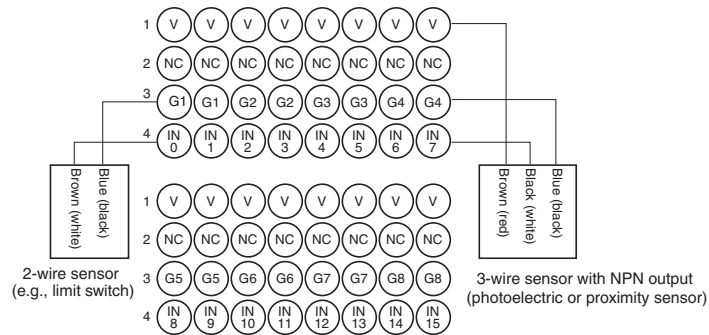 1 V V V V V V V V
2 NC NC NC NC NC NC NC NC
3 G1 G1 G2 G2 G3 G3 G4 G4
4 IN 0 IN 1 IN 2 IN 3 IN 4 IN 5 IN 6 IN 7
Brown (white)
Blue (black)
2-wire sensor
(e.g., limit switch)
Brown (red)
Black (white)
Blue (black)
3-wire sensor with NPN output
(photoelectric or proximity sensor)
1 V V V V V V V V
2 NC NC NC NC NC NC NC NC
3 G5 G5 G6 G6 G7 G7 G8 G8
4 IN 8 IN 9 IN 10 IN 11 IN 12 IN 13 IN 14 IN 15